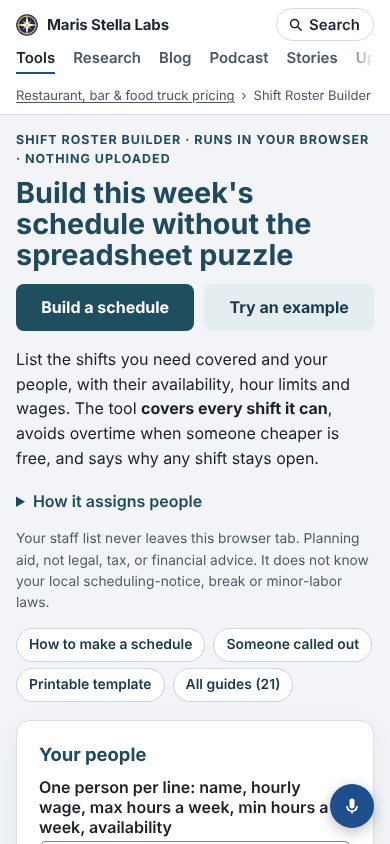 Maris Stella Labs
Search
Tools Research Blog Podcast Stories Up
Restaurant, bar & food truck pricing › Shift Roster Builder
SHIFT ROSTER BUILDER · RUNS IN YOUR BROWSER
· NOTHING UPLOADED
Build this week's
schedule without the
spreadsheet puzzle
Build a schedule Try an example
List the shifts you need covered and your
people, with their availability, hour limits and
wages. The tool covers every shift it can,
avoids overtime when someone cheaper is
free, and says why any shift stays open.
How it assigns people
Your staff list never leaves this browser tab. Planning
aid, not legal, tax, or financial advice. It does not know
your local scheduling-notice, break or minor-labor
laws.
How to make a schedule Someone called out
Printable template All guides (21)
Your people
One person per line: name, hourly
wage, max hours a week, min hours a
week, availability